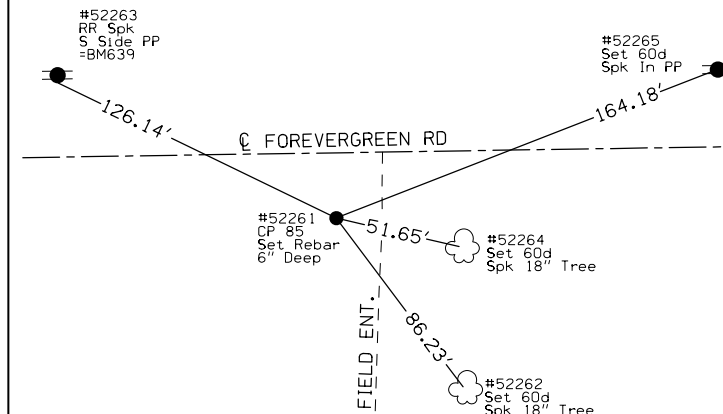 #52263
RR Spk
S Side PP
=BM639
#52265
Set 60d
Spk In PP
126.14'
164.18'
℄ FOREVERGREEN RD
#52261
CP 85
Set Rebar
6" Deep
51.65'
#52264
Set 60d
Spk 18" Tree
FIELD ENT.
86.23'
#52262
Set 60d
Spk 18" Tree